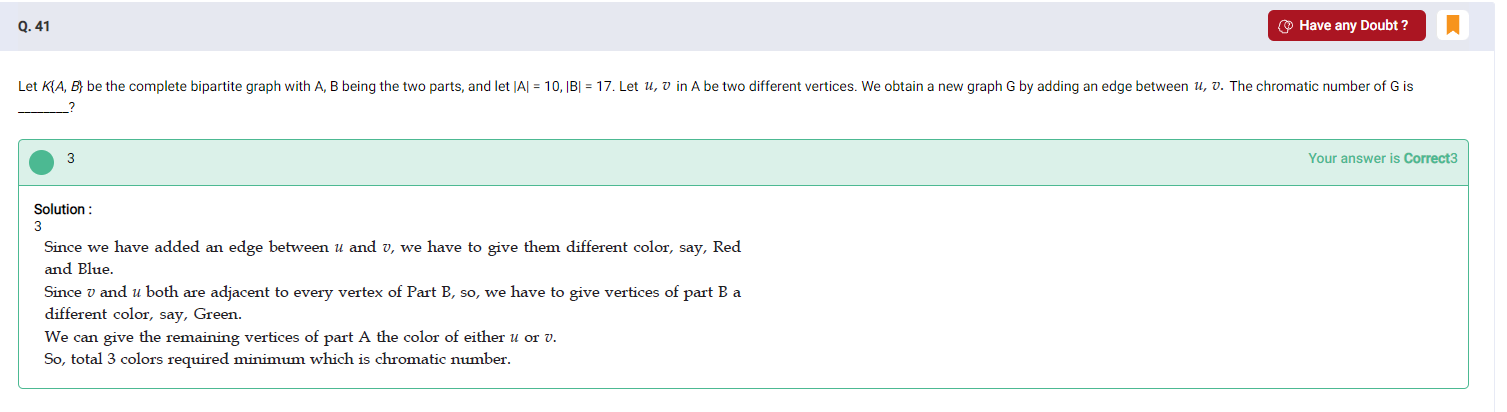 Q. 41
Have any Doubt ?
Let K{A, B} be the complete bipartite graph with A, B being the two parts, and let |A| = 10, |B| = 17. Let u, v in A be two different vertices. We obtain a new graph G by adding an edge between u, v. The chromatic number of G is
________?
3
Your answer is Correct3
Solution :
3
Since we have added an edge between u and v, we have to give them different color, say, Red
and Blue.
Since v and u both are adjacent to every vertex of Part B, so, we have to give vertices of part B a
different color, say, Green.
We can give the remaining vertices of part A the color of either u or v.
So, total 3 colors required minimum which is chromatic number.